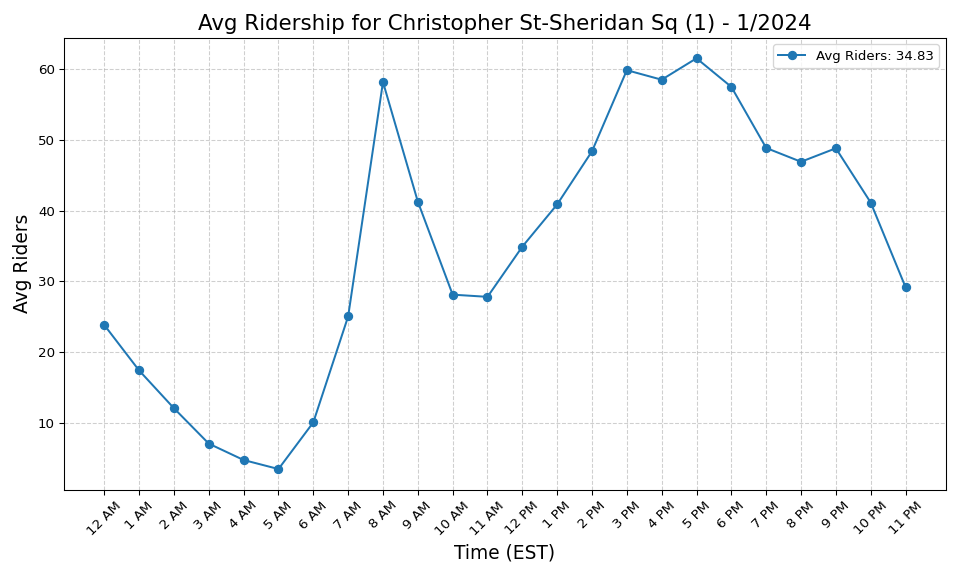 Avg Ridership for Christopher St-Sheridan Sq (1) - 1/2024
Avg Riders: 34.83
60
50
40
30
20
10
Avg Riders
12 AM
1 AM
2 AM
3 AM
4 AM
5 AM
6 AM
7 AM
8 AM
9 AM
10 AM
11 AM
12 PM
1 PM
2 PM
3 PM
4 PM
5 PM
6 PM
7 PM
8 PM
9 PM
10 PM
11 PM
Time (EST)